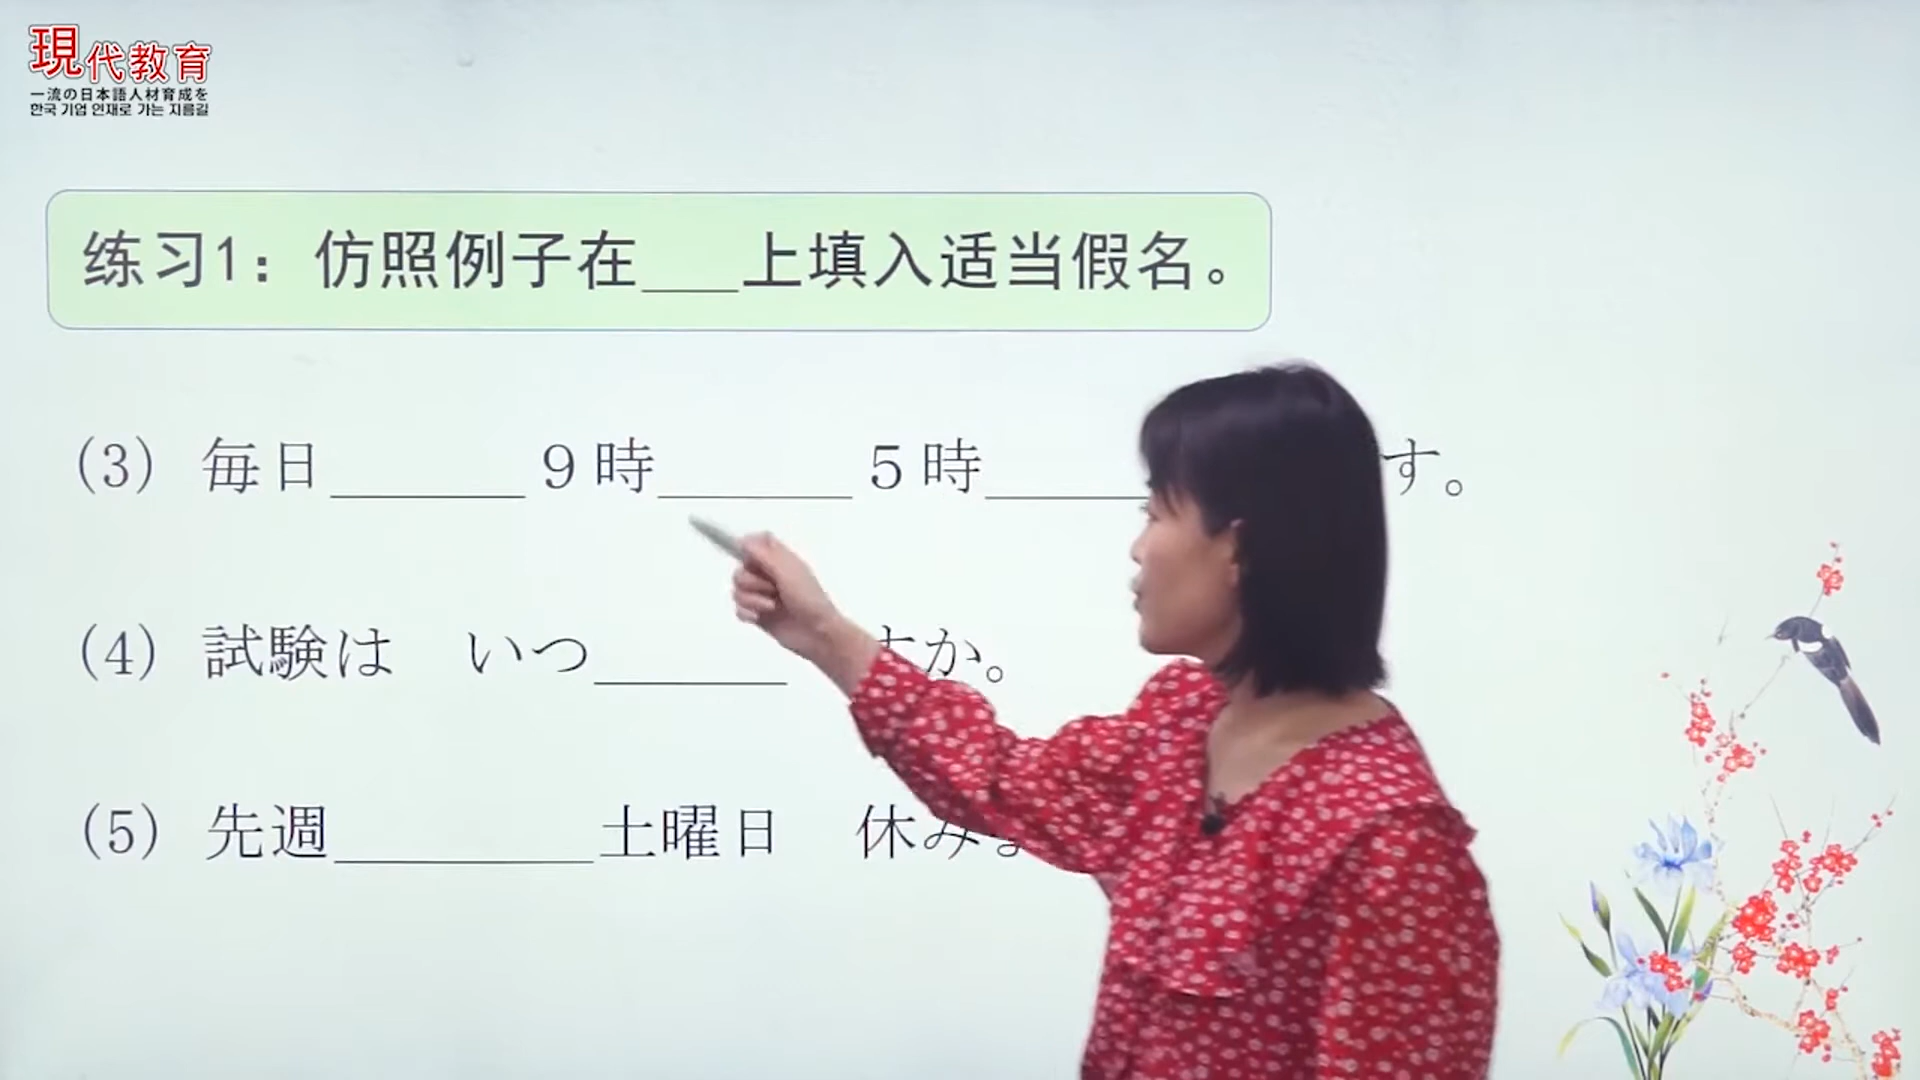 現代教育
一流の日本語人材育成を
한국 기업 인재로 가는 지름길
练习1：仿照例子在___上填入适当假名。
(3) 毎日______９時______５時_____ す。
(4) 試験は　いつ______ すか。
(5) 先週________土曜日　休みま